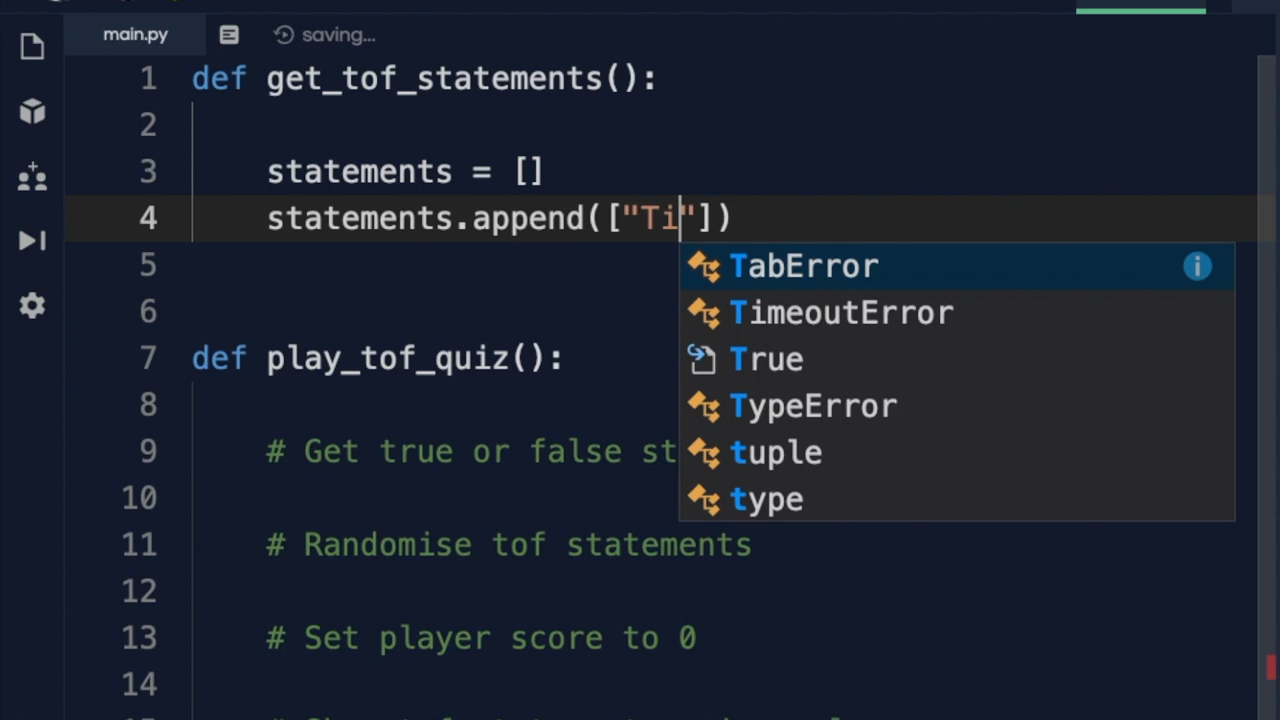 main.py saving...
1 def get_tof_statements():
2
3 statements = []
4 statements.append(["Ti"])
TabError
5
6
TimeoutError
True
7 def play_tof_quiz():
TypeError
8
9 # Get true or false st
tuple
type
10
11 # Randomise tof statements
12
13 # Set player score to 0
14